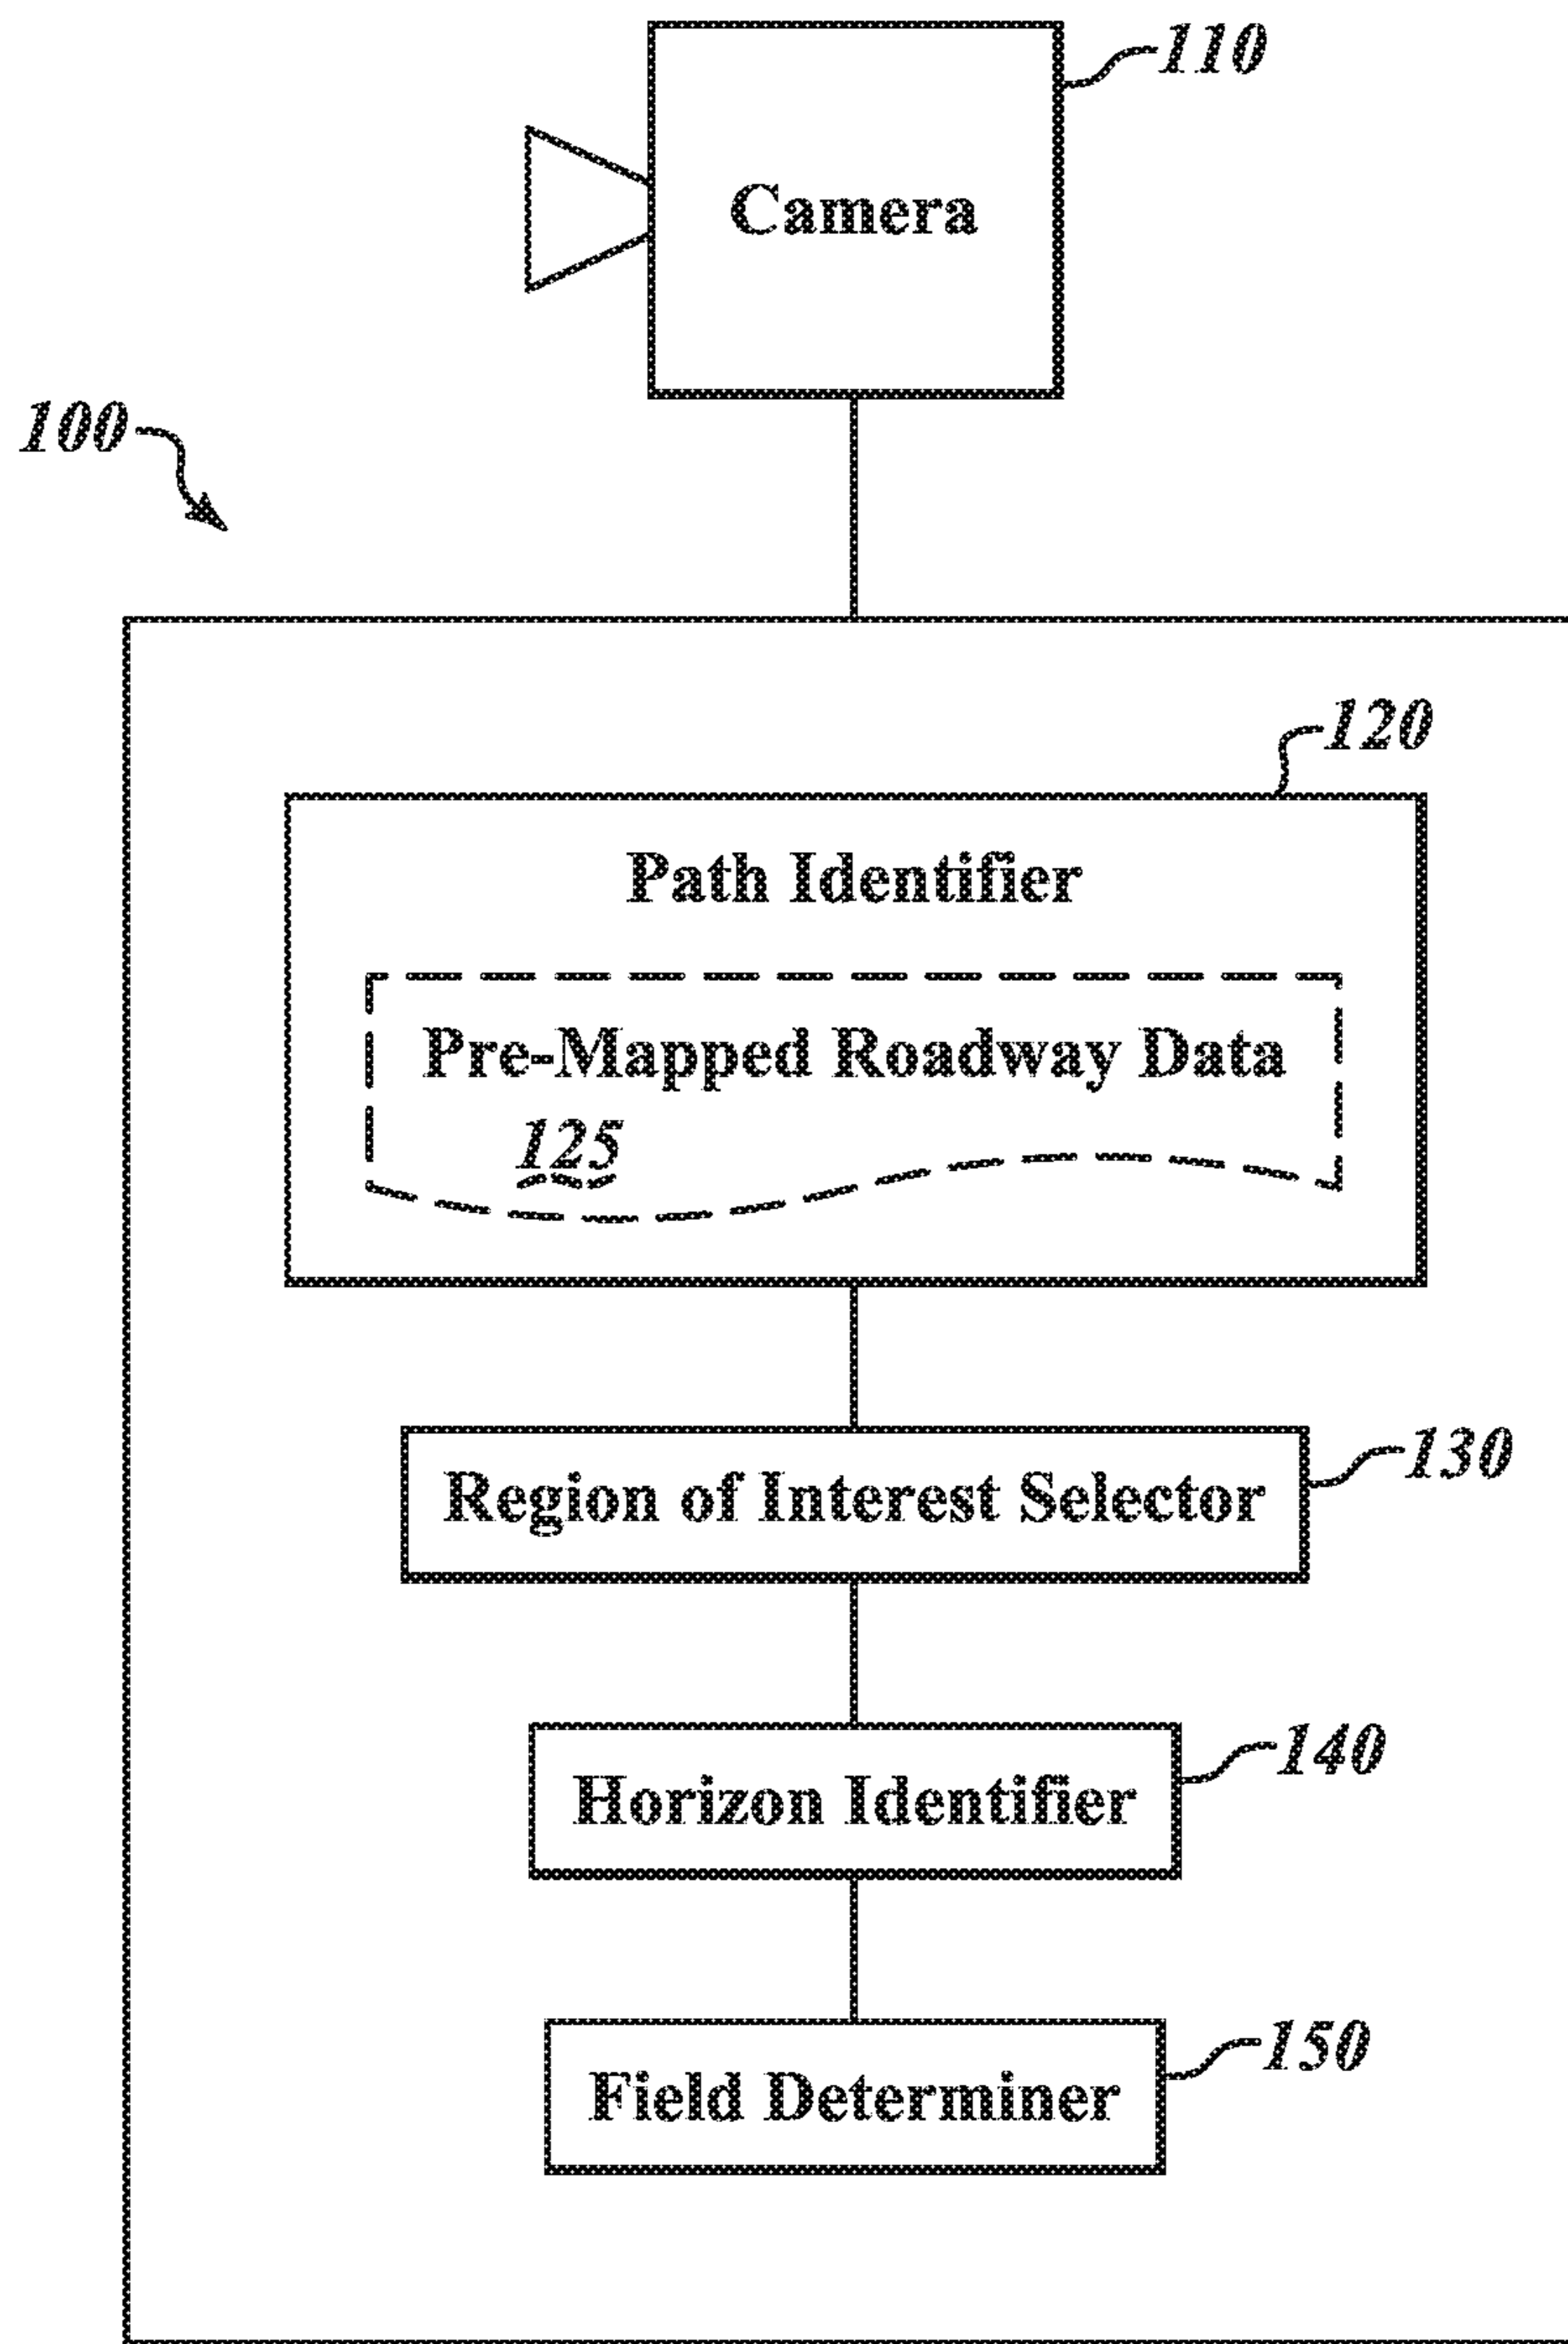 110
Camera
100
120
Path Identifier
Pre-Mapped Roadway Data
125
130
Region of Interest Selector
140
Horizon Identifier
150
Field Determiner